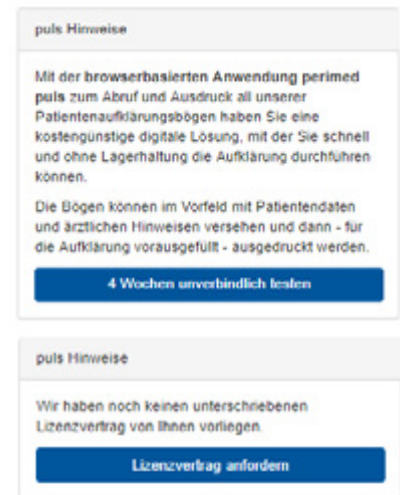 puls Hinweise
Mit der browserbasierten Anwendung perimed
puls zum Abruf und Ausdruck all unserer
Patientenaufklärungsbögen haben Sie eine
kostengünstige digitale Lösung, mit der Sie schnell
und ohne Lagerhaltung die Aufklärung durchführen
können.
Die Bögen können im Vorfeld mit Patientendaten
und ärztlichen Hinweisen versehen und dann - für
die Aufklärung vorausgefüllt - ausgedruckt werden.
4 Wochen unverbindlich testen
puls Hinweise
Wir haben noch keinen unterschriebenen
Lizenzvertrag von Ihnen vorliegen.
Lizenzvertrag anfordern